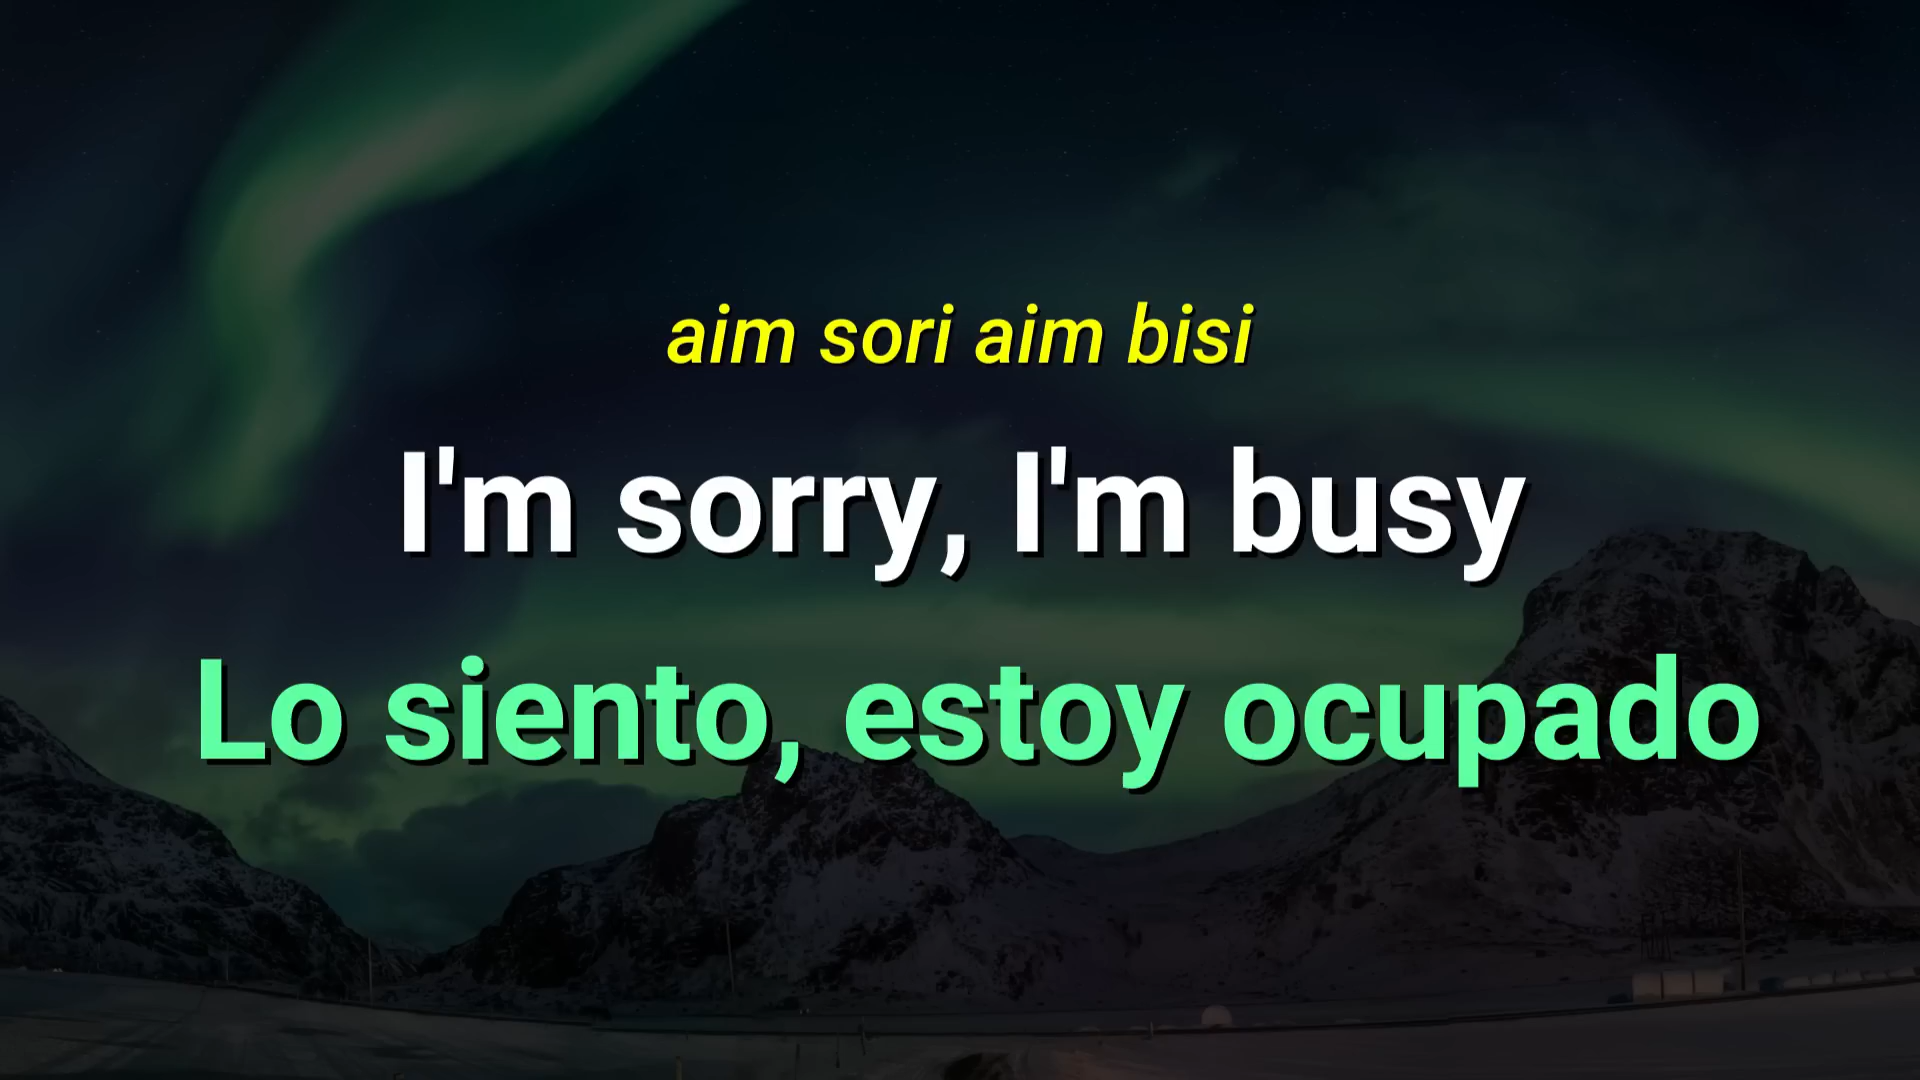 aim sori aim bisi
I'm sorry, I'm busy
Lo siento, estoy ocupado